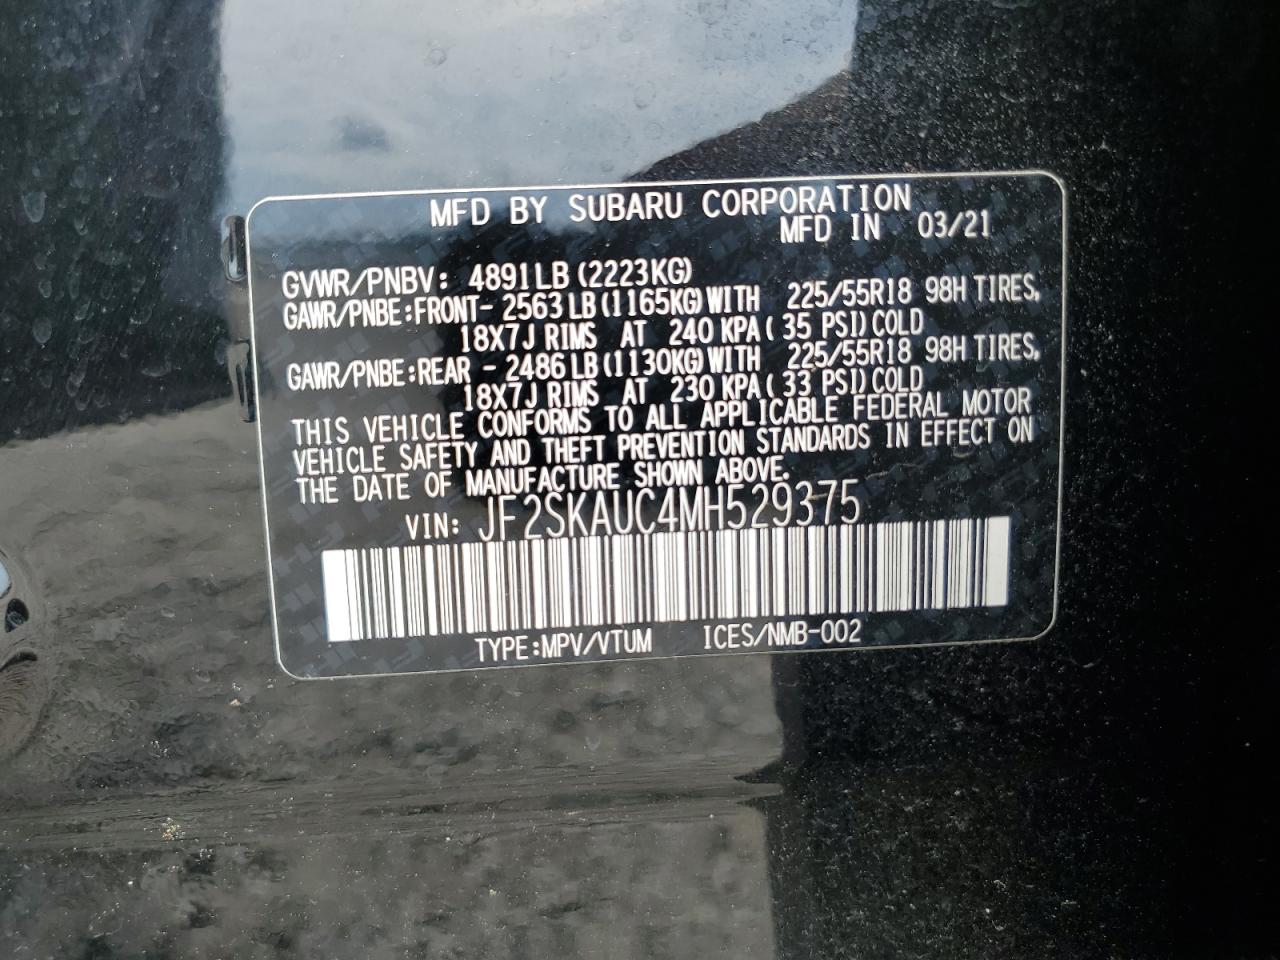 MFD BY SUBARU CORPORATION
MFD IN 03/21
GVWR/PNBV: 4891LB (2223KG)
GAWR/PNBE:FRONT- 2563 LB (1165KG) WITH 225/55R18 98H TIRES,
18X7J RIMS AT 240 KPA ( 35 PSI) COLD
GAWR/PNBE:REAR - 2486 LB (1130KG) WITH 225/55R18 98H TIRES,
18X7J RIMS AT 230 KPA ( 33 PSI) COLD
THIS VEHICLE CONFORMS TO ALL APPLICABLE FEDERAL MOTOR
VEHICLE SAFETY AND THEFT PREVENTION STANDARDS IN EFFECT ON
THE DATE OF MANUFACTURE SHOWN ABOVE.
VIN: JF2SKAUC4MH529375
TYPE:MPV/VTUM ICES/NMB-002